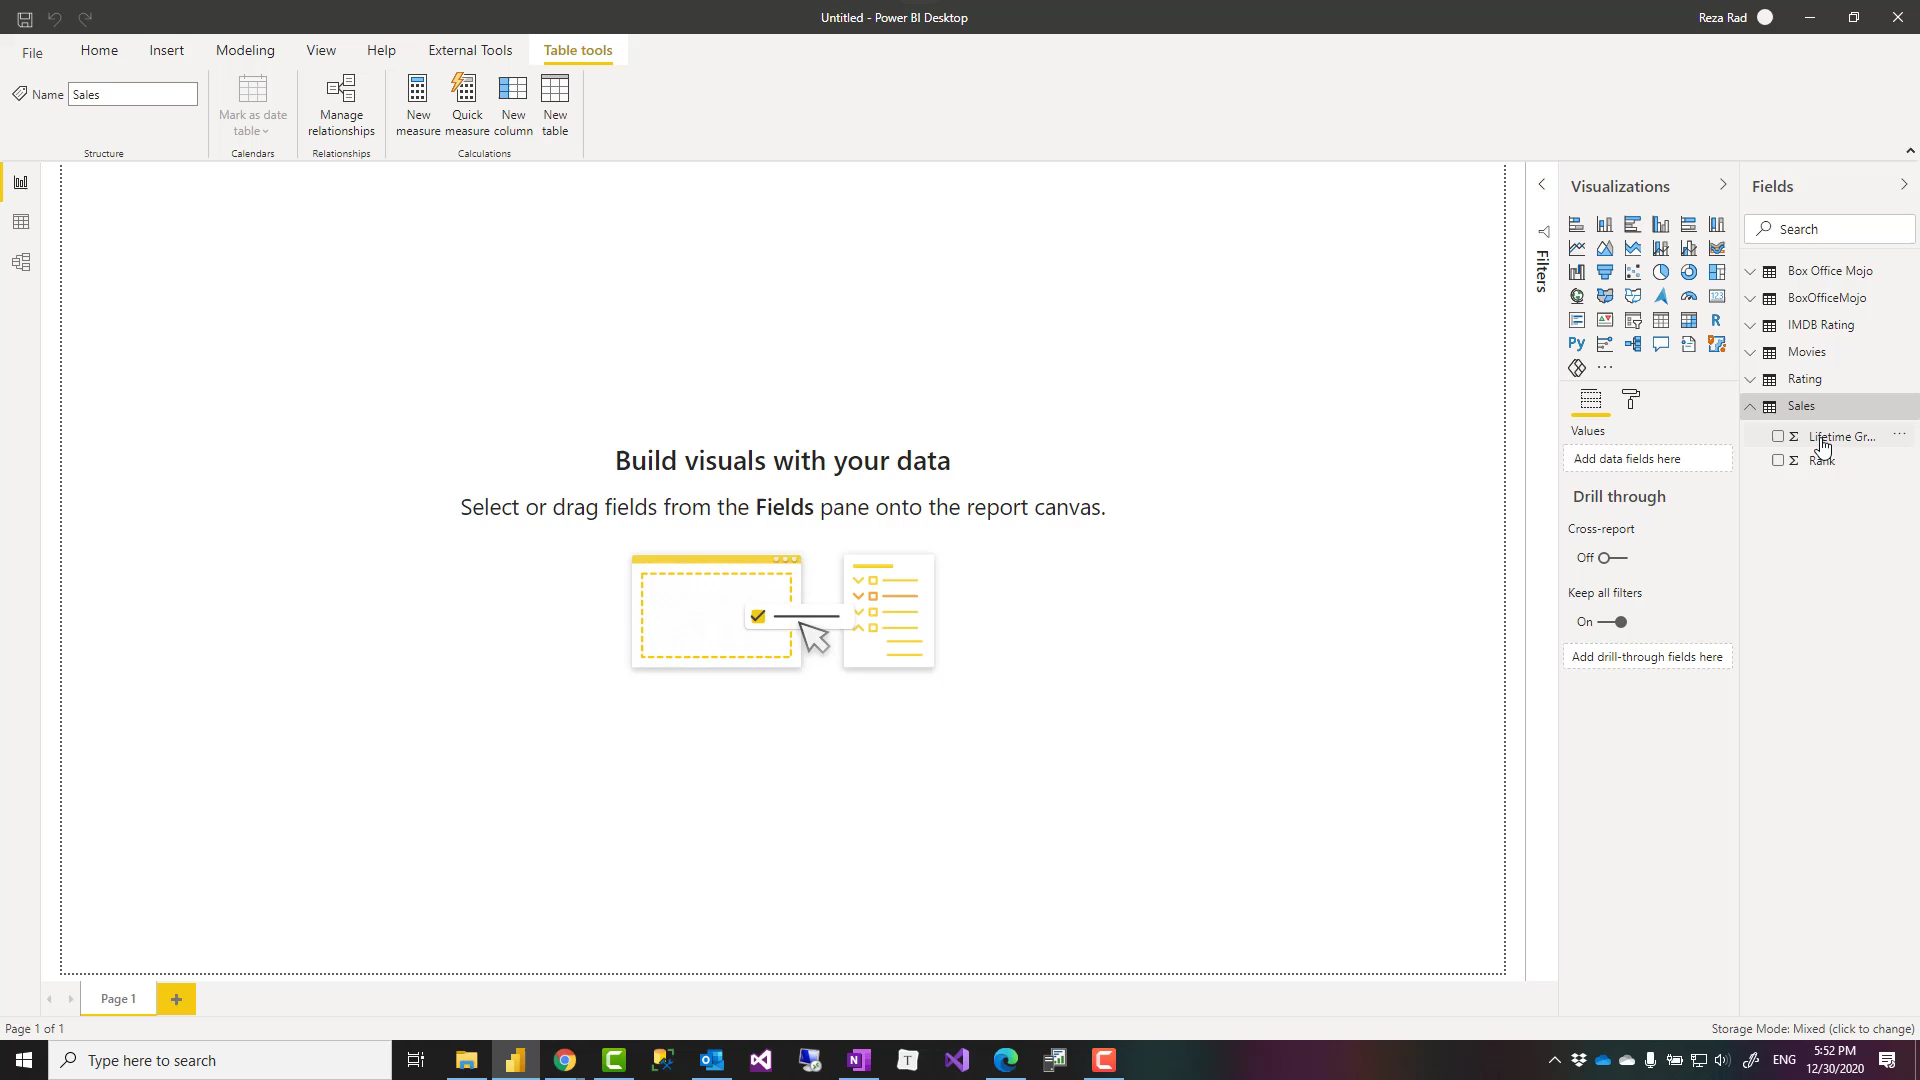 Untitled - Power BI Desktop
Reza Rad
File
Home
Insert
Modeling
View
Help
External Tools
Table tools
Name
Sales
Mark as date
table
Manage
relationships
New
measure
Quick
measure
New
column
New
table
Structure
Calendars
Relationships
Calculations
Build visuals with your data
Select or drag fields from the Fields pane onto the report canvas.
Filters
Visualizations
R
Py
123
Values
Add data fields here
Drill through
Cross-report
Off
Keep all filters
On
Add drill-through fields here
Fields
Search
Box Office Mojo
BoxOfficeMojo
IMDB Rating
Movies
Rating
Sales
Σ Lifetime Gr...
Σ Rank
Page 1
Page 1 of 1
Storage Mode: Mixed (click to change)
Type here to search
ENG
5:52 PM
12/30/2020